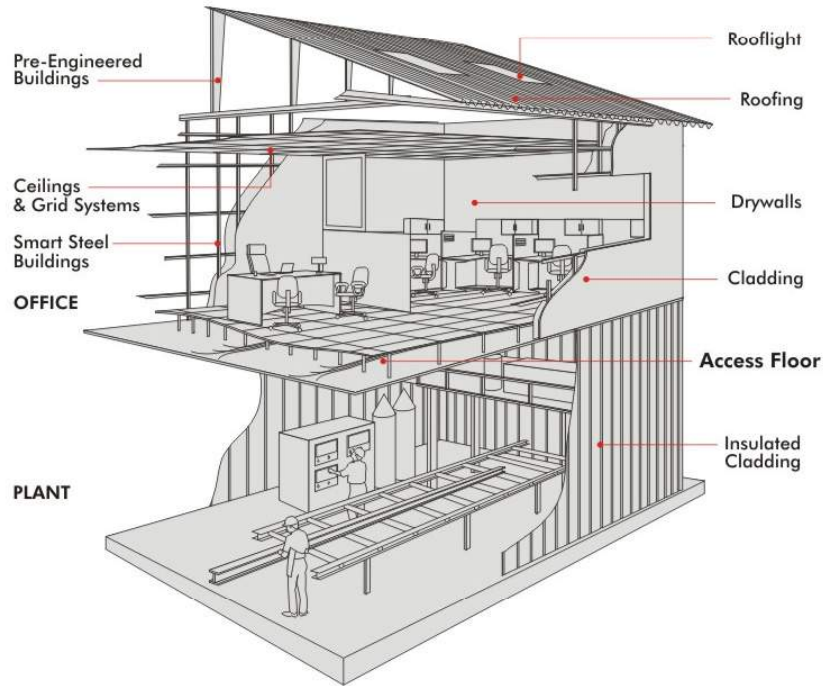 Pre-Engineered
Buildings
Ceilings
& Grid Systems
Smart Steel
Buildings
OFFICE
PLANT
Rooflight
Roofing
Drywalls
Cladding
Access Floor
Insulated
Cladding